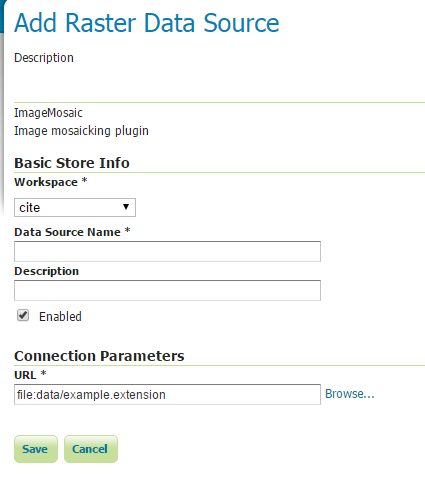 Add Raster Data Source
Description
ImageMosaic
Image mosaicking plugin
Basic Store Info
Workspace *
cite
Data Source Name *
Description
Enabled
Connection Parameters
URL *
file:data/example.extension Browse...
Save Cancel